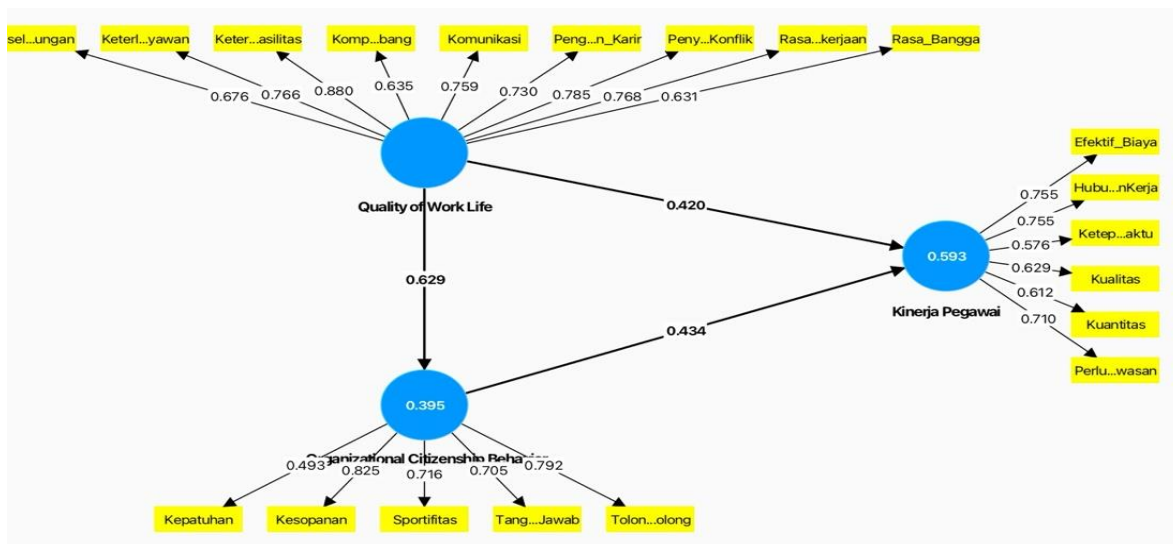 sel...ungan
Keterl...yawan
Keter...asilitas
Komp...bang
Komunikasi
Peng...n_Karir
Peny...Konflik
Rasa...kerjaan
Rasa_Bangga
0.676
0.766
0.880
0.635
0.759
0.730
0.785
0.768
0.631
Quality of Work Life
0.420
0.629
0.434
Efektif_Biaya
Hubu...nKerja
Ketep...aktu
Kualitas
Kuantitas
Perlu...wasan
0.755
0.755
0.576
0.629
0.612
0.710
0.593
Kinerja Pegawai
0.395
Organizational Citizenship Behavior
0.493
0.825
0.716
0.705
0.792
Kepatuhan
Kesopanan
Sportifitas
Tang...Jawab
Tolon...olong